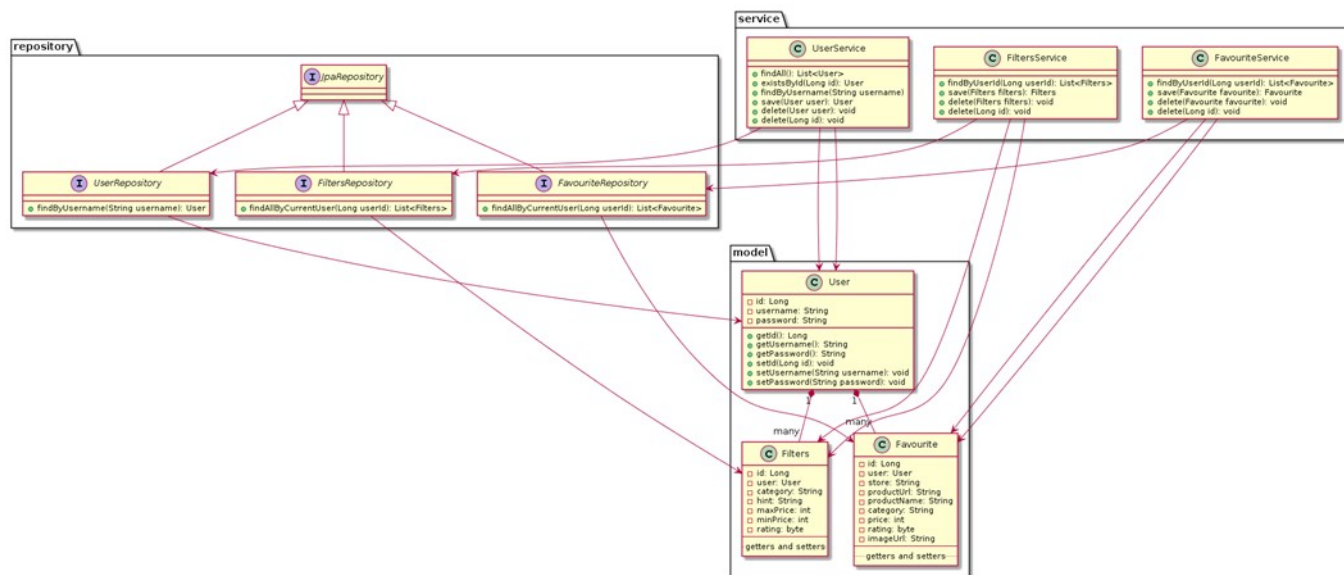 repository
I JpaRepository
I UserRepository
findByUsername(String username): User
I FiltersRepository
findAllByCurrentUser(Long userId): List<Filters>
I FavouriteRepository
findAllByCurrentUser(Long userId): List<Favourite>
service
C UserService
findAll(): List<User>
existsById(Long id): User
findByUsername(String username)
save(User user): User
delete(User user): void
delete(Long id): void
C FiltersService
findByUserId(Long userId): List<Filters>
save(Filters filters): Filters
delete(Filters filters): void
delete(Long id): void
C FavouriteService
findByUserId(Long userId): List<Favourite>
save(Favourite favourite): Favourite
delete(Favourite favourite): void
delete(Long id): void
model
C User
id: Long
username: String
password: String
getId(): Long
getUsername(): String
getPassword(): String
setId(Long id): void
setUsername(String username): void
setPassword(String password): void
1
1
many
many
C Filters
id: Long
user: User
category: String
hint: String
maxPrice: int
minPrice: int
rating: byte
getters and setters
C Favourite
id: Long
user: User
store: String
productUrl: String
productName: String
category: String
price: int
rating: byte
imageUrl: String
getters and setters